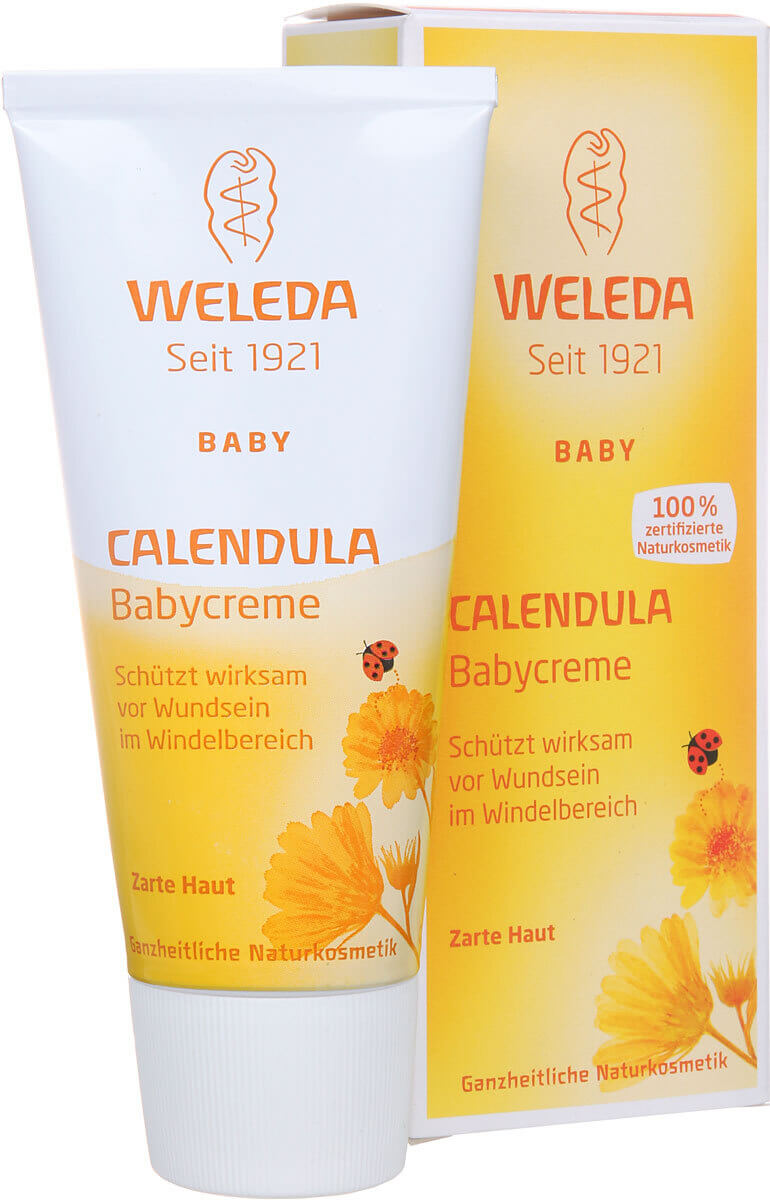 WELEDA
Seit 1921
BABY
CALENDULA
Babycreme
Schützt wirksam
vor Wundsein
im Windelbereich
Zarte Haut
Ganzheitliche Naturkosmetik
WELEDA
Seit 1921
BABY
100 %
zertifizierte
Naturkosmetik
CALENDULA
Babycreme
Schützt wirksam
vor Wundsein
im Windelbereich
Zarte Haut
Ganzheitliche Naturkosmetik